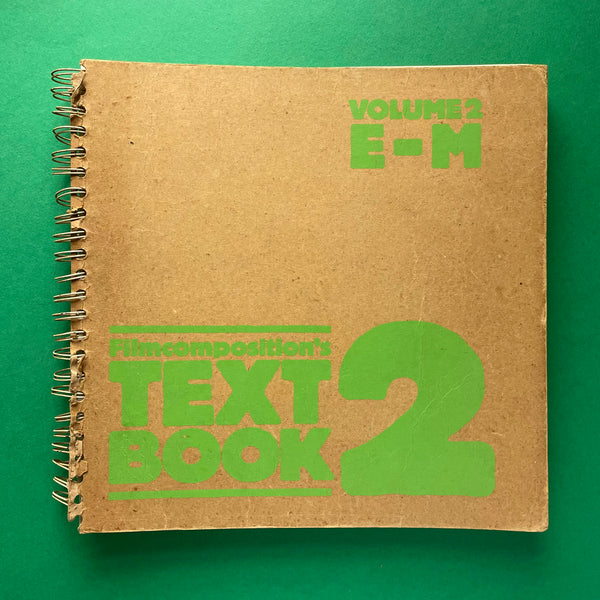 VOLUME 2
E-M
Filmcomposition's
TEXT
BOOK
2